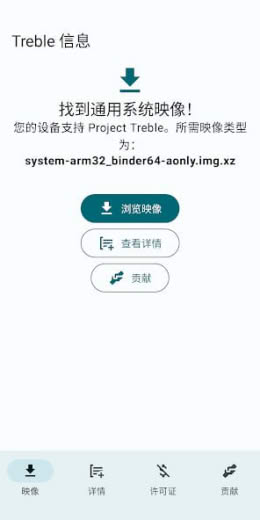 Treble 信息
找到通用系统映像！
您的设备支持 Project Treble。所需映像类型
为：
system-arm32_binder64-aonly.img.xz
浏览映像
查看详情
贡献
映像
详情
许可证
贡献